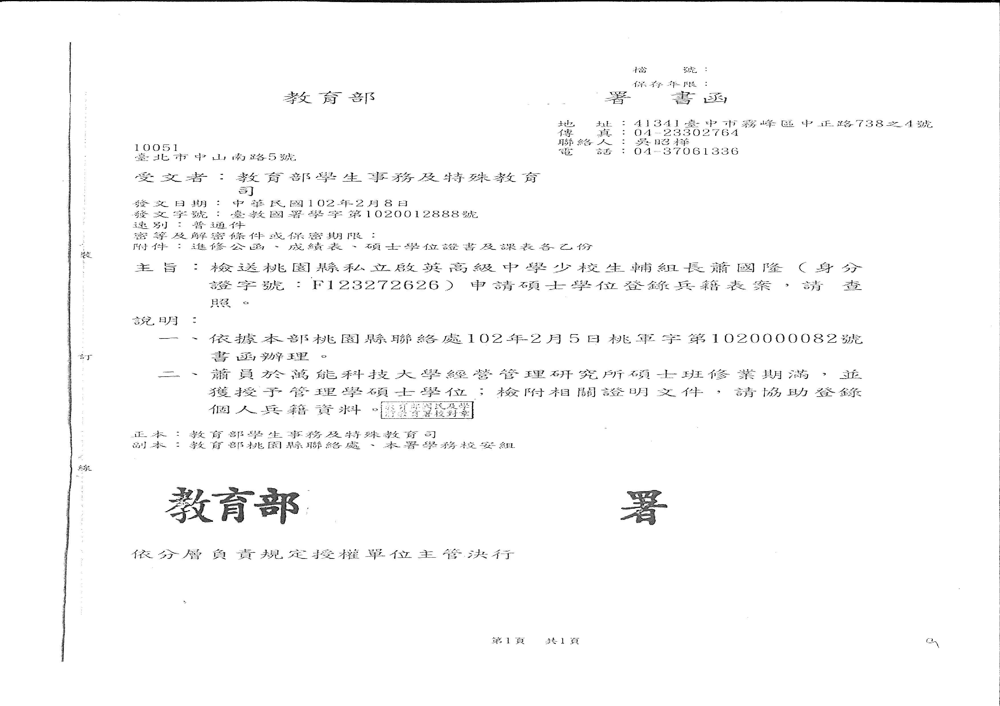 檔　　號：
保存年限：
教育部　　　　　　　署　書函
地　址：41341臺中市霧峰區中正路738之4號
傳　真：04-23302764
聯絡人：吳昭樺
電　話：04-37061336
10051
臺北市中山南路5號
受文者：教育部學生事務及特殊教育
司
發文日期：中華民國102年2月8日
發文字號：臺教國署學字第1020012888號
速別：普通件
密等及解密條件或保密期限：
附件：進修公函、成績表、碩士學位證書及課表各乙份
主旨：檢送桃園縣私立啟英高級中學少校生輔組長蕭國隆（身分
證字號：F123272626）申請碩士學位登錄兵籍表案，請 查
照。
說明：
一、依據本部桃園縣聯絡處102年2月5日桃軍字第1020000082號
書函辦理。
二、蕭員於萬能科技大學經營管理研究所碩士班修業期滿，並
獲授予管理學碩士學位；檢附相關證明文件，請協助登錄
個人兵籍資料。
教育部國民及學
前教育署校對章
正本：教育部學生事務及特殊教育司
副本：教育部桃園縣聯絡處、本署學務校安組
教育部　　　　　　　署
依分層負責規定授權單位主管決行
第1頁　共1頁
裝
訂
線